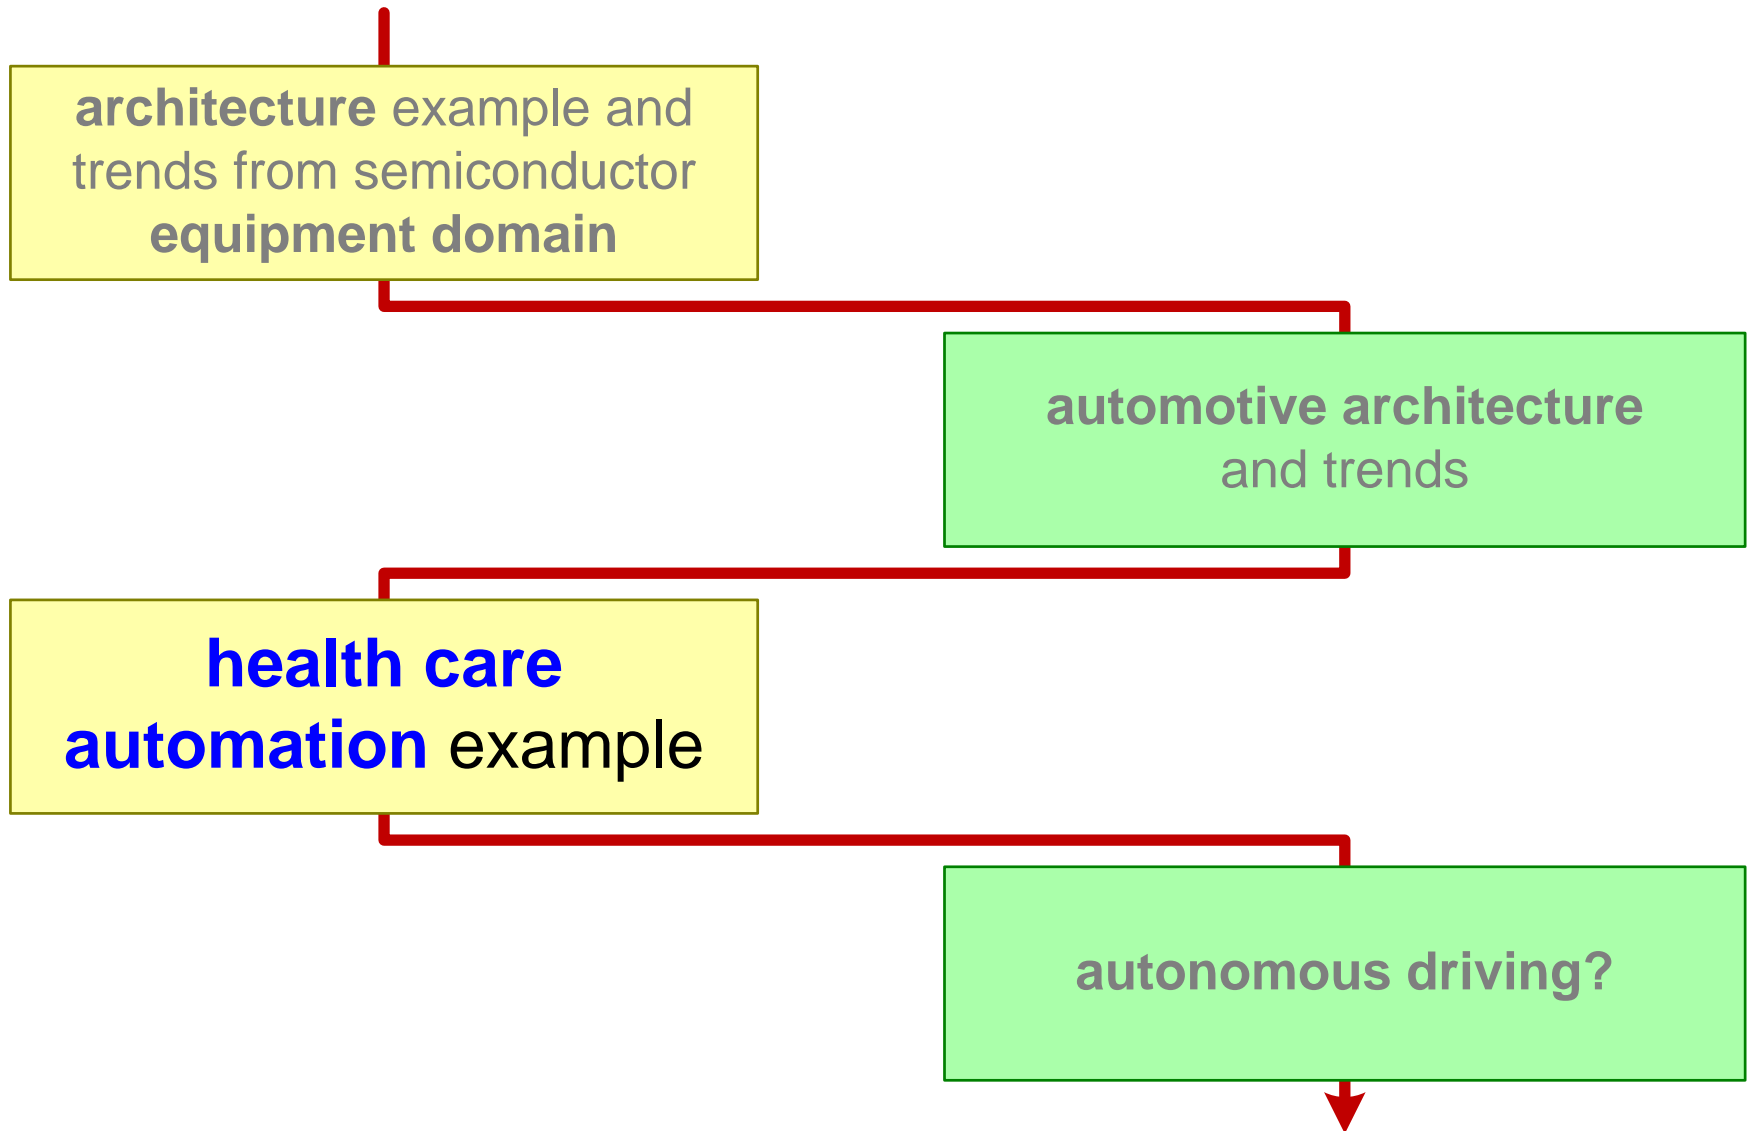 architecture example and
trends from semiconductor
equipment domain
automotive architecture
and trends
health care
automation example
autonomous driving?